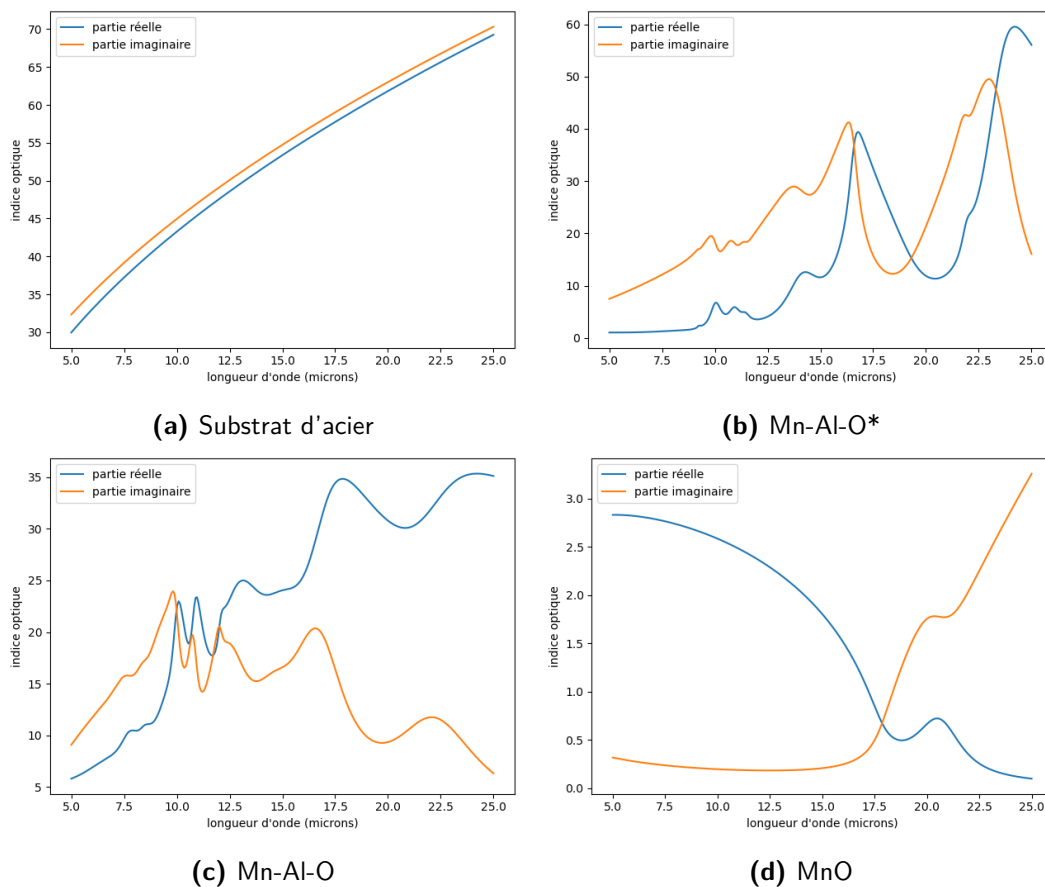 partie réelle
partie imaginaire
70
65
60
55
50
45
40
35
30
indice optique
5.0 7.5 10.0 12.5 15.0 17.5 20.0 22.5 25.0
longueur d'onde (microns)
(a) Substrat d'acier
partie réelle
partie imaginaire
60
50
40
30
20
10
0
indice optique
5.0 7.5 10.0 12.5 15.0 17.5 20.0 22.5 25.0
longueur d'onde (microns)
(b) Mn-Al-O*
partie réelle
partie imaginaire
35
30
25
20
15
10
5
indice optique
5.0 7.5 10.0 12.5 15.0 17.5 20.0 22.5 25.0
longueur d'onde (microns)
(c) Mn-Al-O
partie réelle
partie imaginaire
3.0
2.5
2.0
1.5
1.0
0.5
0.0
indice optique
5.0 7.5 10.0 12.5 15.0 17.5 20.0 22.5 25.0
longueur d'onde (microns)
(d) MnO